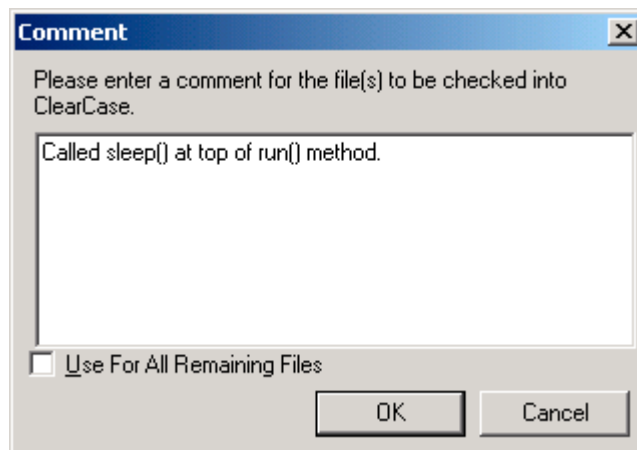 Comment
Please enter a comment for the file(s) to be checked into
ClearCase.
Called sleep() at top of run() method.
Use For All Remaining Files
OK
Cancel